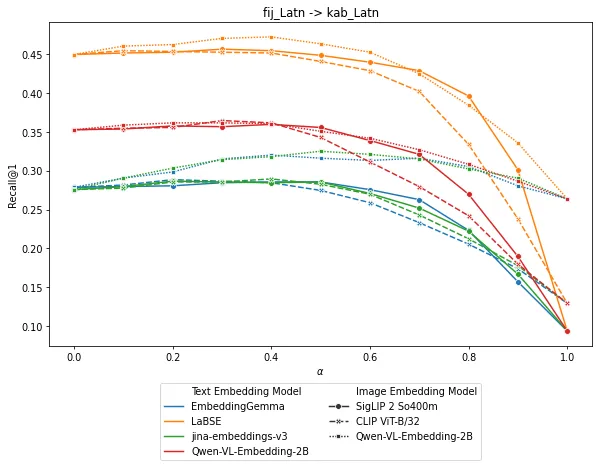 fij_Latn -> kab_Latn
Recall@1
0.45
0.40
0.35
0.30
0.25
0.20
0.15
0.10
0.0 0.2 0.4 0.6 0.8 1.0
α
Text Embedding Model Image Embedding Model
EmbeddingGemma SigLIP 2 So400m
LaBSE CLIP ViT-B/32
jina-embeddings-v3 Qwen-VL-Embedding-2B
Qwen-VL-Embedding-2B